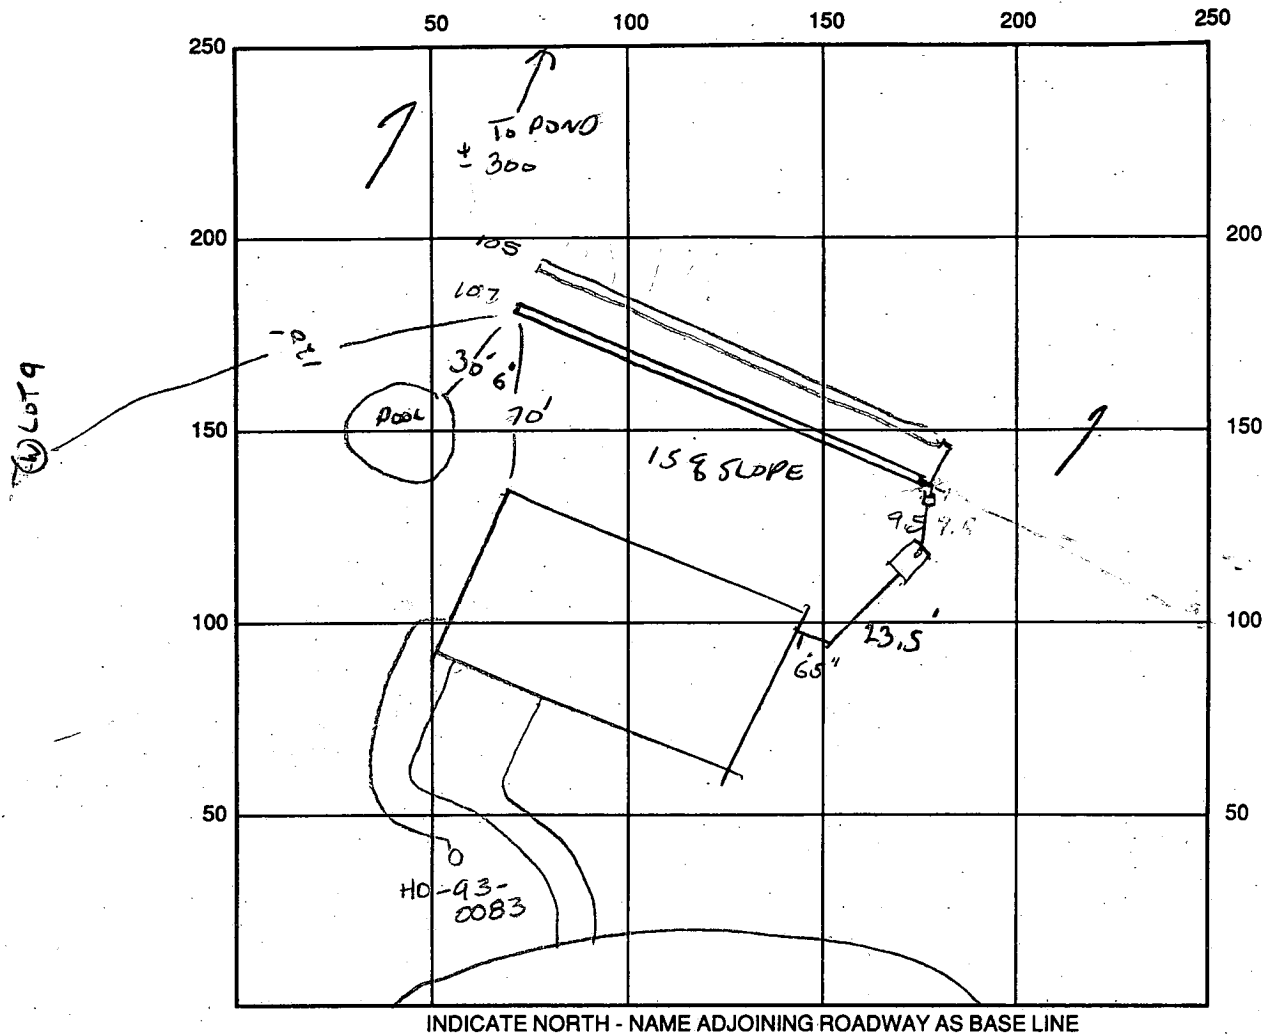 50 100 150 200 250
250
To POND
± 300
200 200
105
107
120'
LOT 9
W
30' 6"
POOL
70'
150 150
15% SLOPE
9.5
100 100
23.5'
6'5"
50 50
HO-93-
0083
INDICATE NORTH - NAME ADJOINING ROADWAY AS BASE LINE